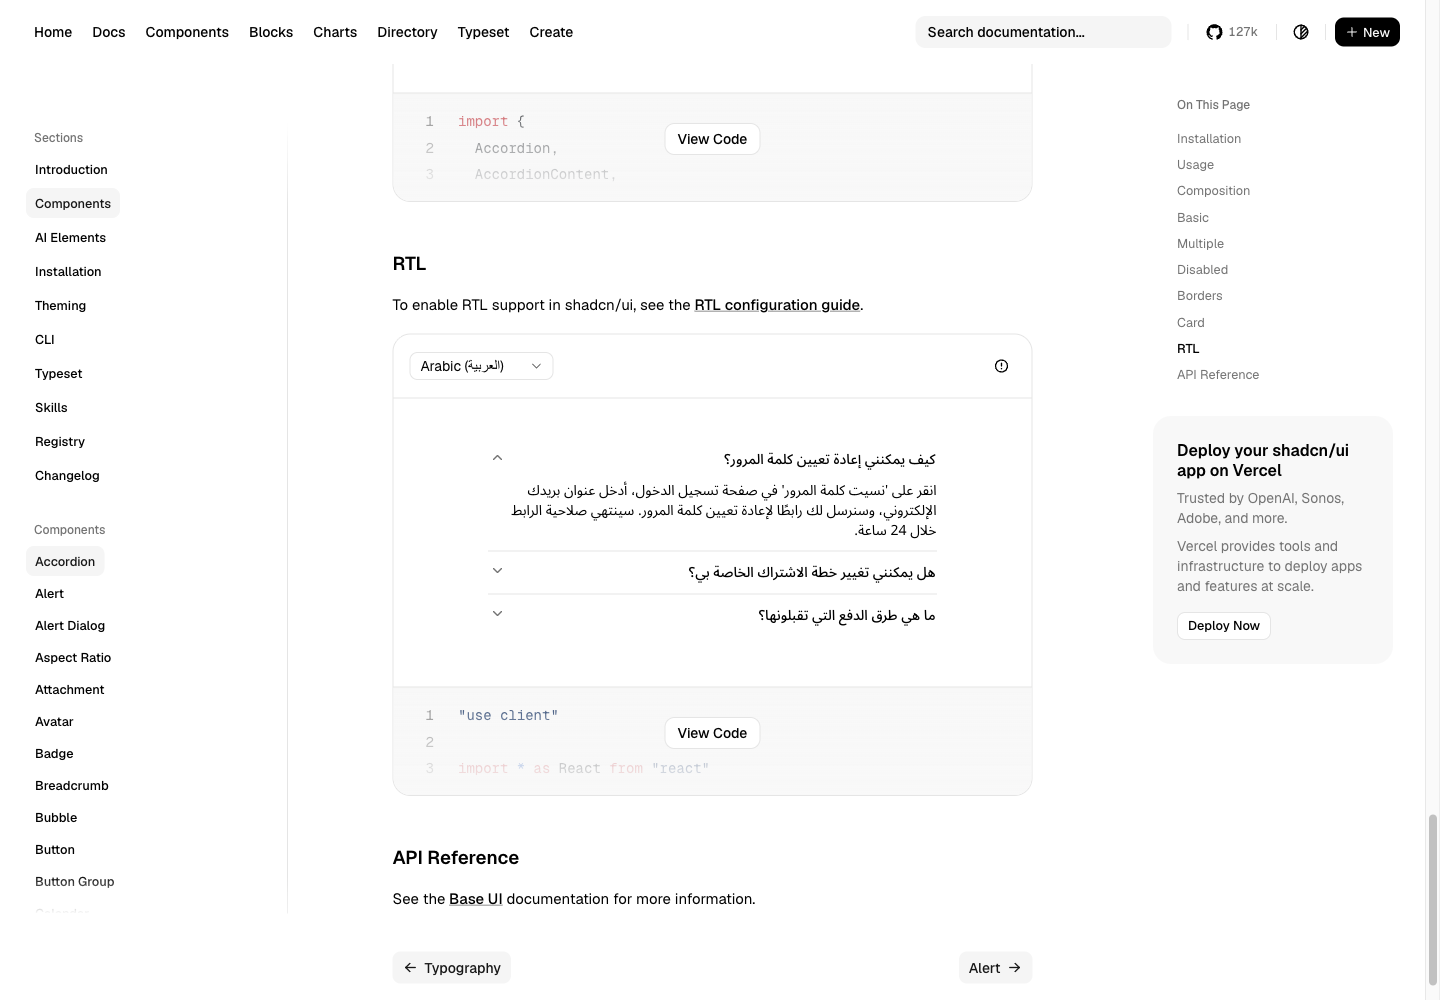 Home Docs Components Blocks Charts Directory Typeset Create
Search documentation... 127k New
Sections
Introduction
Components
AI Elements
Installation
Theming
CLI
Typeset
Skills
Registry
Changelog
Components
Accordion
Alert
Alert Dialog
Aspect Ratio
Attachment
Avatar
Badge
Breadcrumb
Bubble
Button
Button Group
Calendar
1 import {
2 Accordion,
3 AccordionContent,
View Code
RTL
To enable RTL support in shadcn/ui, see the RTL configuration guide.
Arabic (العربية)
كيف يمكنني إعادة تعيين كلمة المرور؟
انقر على 'نسيت كلمة المرور' في صفحة تسجيل الدخول، أدخل عنوان بريدك
الإلكتروني، وسنرسل لك رابطًا لإعادة تعيين كلمة المرور. سينتهي صلاحية الرابط
خلال 24 ساعة.
هل يمكنني تغيير خطة الاشتراك الخاصة بي؟
ما هي طرق الدفع التي تقبلونها؟
1 "use client"
2
3 import * as React from "react"
View Code
API Reference
See the Base UI documentation for more information.
Typography
Alert
On This Page
Installation
Usage
Composition
Basic
Multiple
Disabled
Borders
Card
RTL
API Reference
Deploy your shadcn/ui
app on Vercel
Trusted by OpenAI, Sonos,
Adobe, and more.
Vercel provides tools and
infrastructure to deploy apps
and features at scale.
Deploy Now